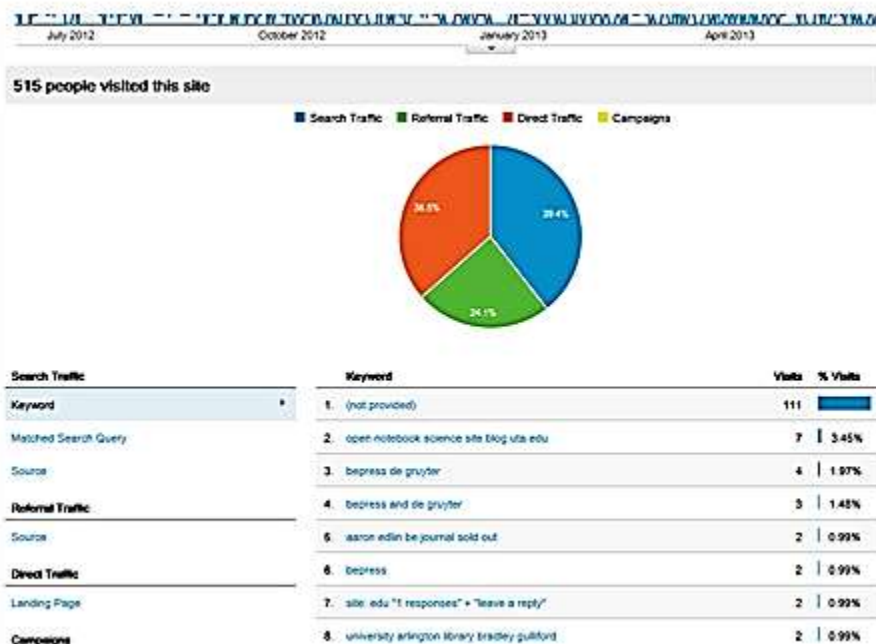 July 2012 October 2012 January 2013 April 2013
515 people visited this site
Search Traffic Referral Traffic Direct Traffic Campaigns
39.4%
24.1%
Search Traffic Keyword Visits % Visits
Keyword 1. (not provided) 111
Matched Search Query 2. open notebook science site blog uta edu 7 3.45%
Source 3. bepress de gruyter 4 1.97%
Referral Traffic 4. bepress and de gruyter 3 1.48%
Source 5. aaron edlin be journal sold out 2 0.99%
Direct Traffic 6. bepress 2 0.99%
Landing Page 7. site: edu "1 responses" + "leave a reply" 2 0.99%
Campaigns 8. university arlington library bradley gulliford 2 0.99%